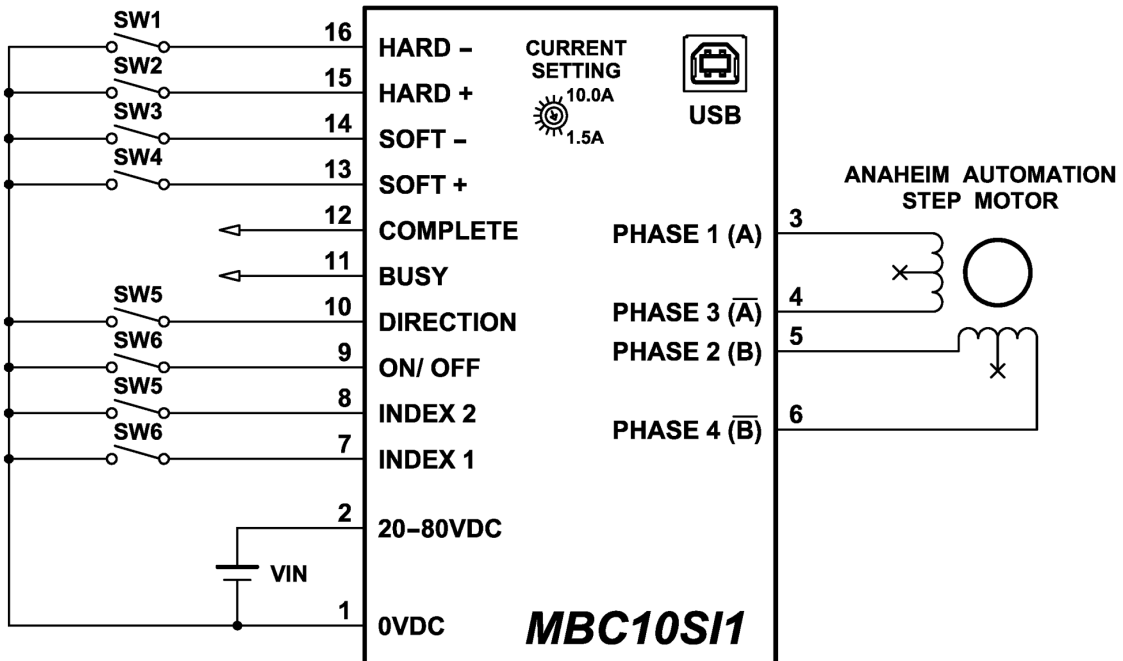 SW1
16
HARD –
SW2
15
HARD +
SW3
14
SOFT –
SW4
13
SOFT +
12
COMPLETE
11
BUSY
SW5
10
DIRECTION
SW6
9
ON/ OFF
SW5
8
INDEX 2
SW6
7
INDEX 1
2
20–80VDC
VIN
1
0VDC
CURRENT
SETTING
10.0A
1.5A
USB
PHASE 1 (A)
3
PHASE 3 (A̅)
4
PHASE 2 (B)
5
PHASE 4 (B̅)
6
ANAHEIM AUTOMATION
STEP MOTOR
MBC10SI1